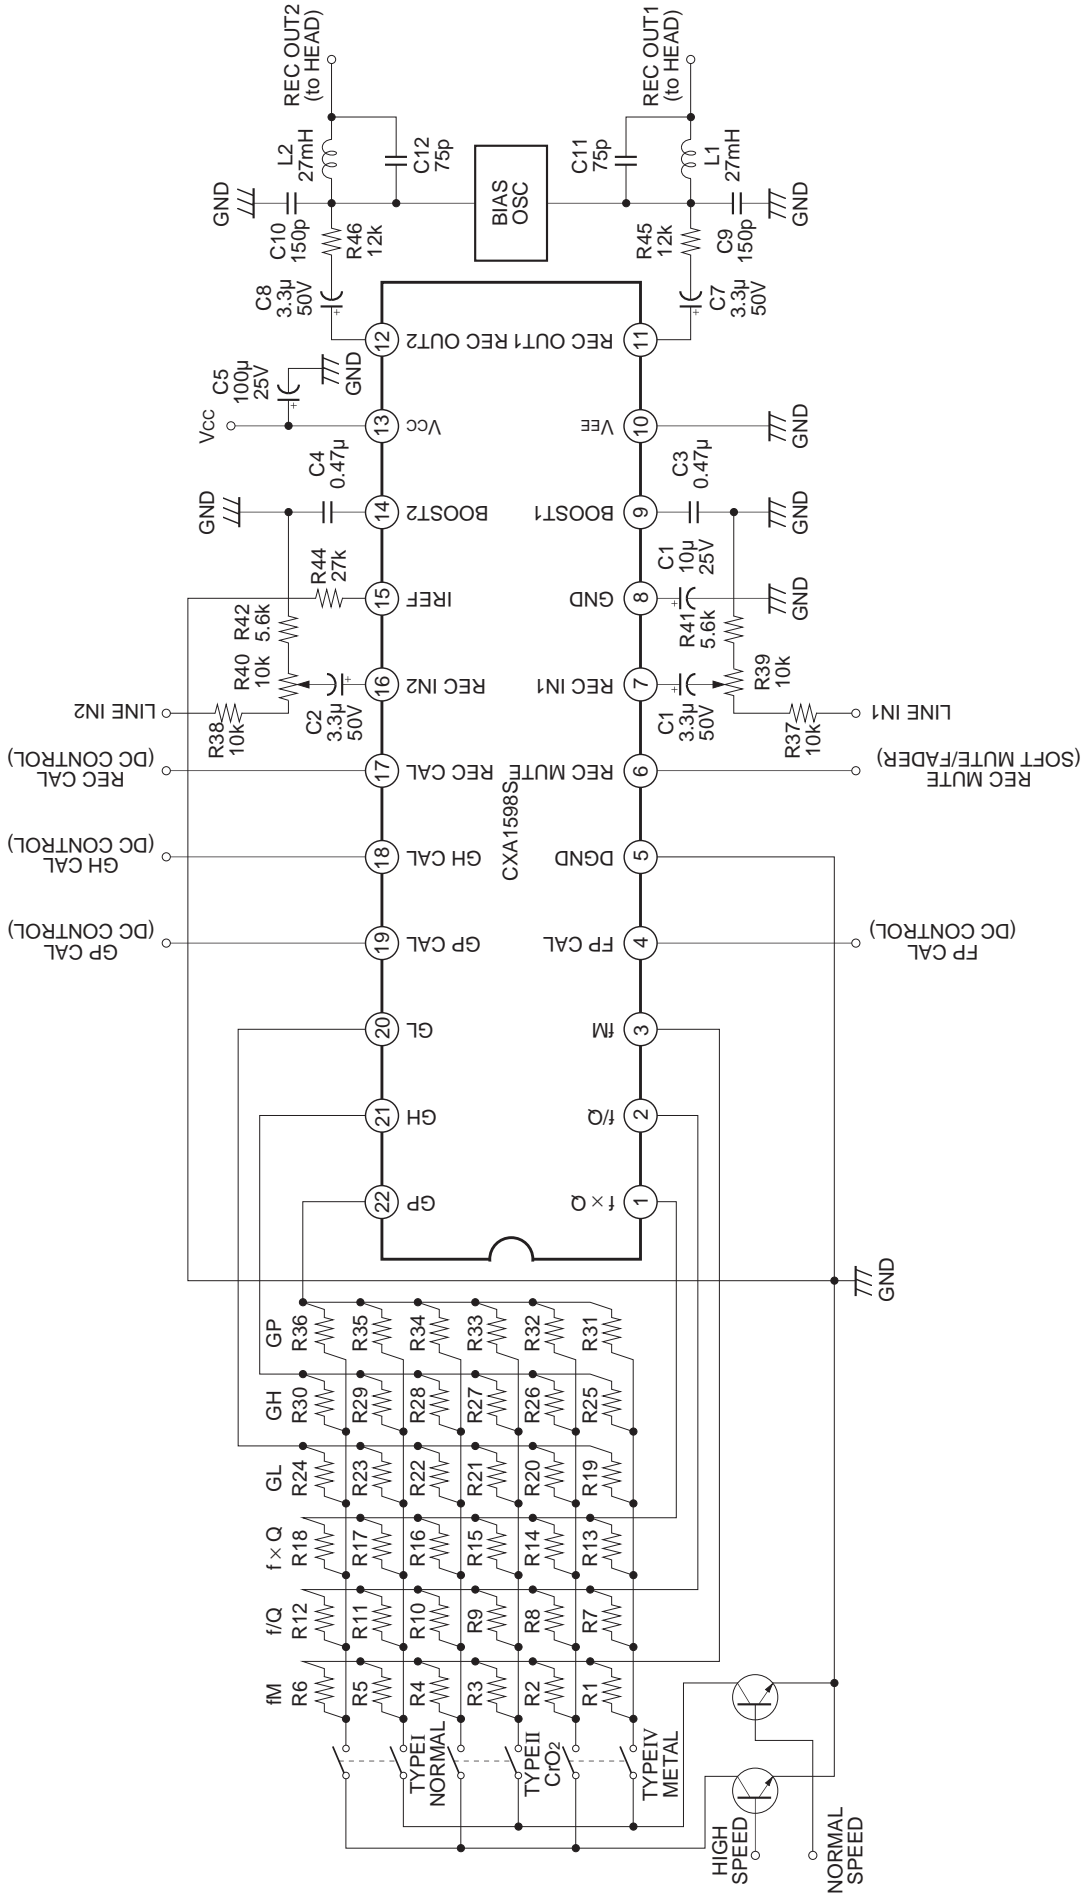 REC OUT2
(to HEAD)
REC OUT1
(to HEAD)
GND
C10
150p
L2
27mH
C12
75p
BIAS
OSC
C11
75p
L1
27mH
R46
12k
R45
12k
C9
150p
GND
C8
3.3µ
50V
+
C7
3.3µ
50V
+
C5
100µ
25V
+
GND
VCC
12
REC OUT2
REC OUT1
REC OUT1
11
13
VCC
VEE
10
GND
GND
C4
0.47µ
14
BOOST2
BOOST1
9
C3
0.47µ
GND
R44
27k
15
IREF
GND
8
C1
10µ
25V
+
GND
R42
5.6k
R41
5.6k
R40
10k
16
REC IN2
REC IN1
7
R39
10k
LINE IN2
R38
10k
C2
3.3µ
50V
+
C1
3.3µ
50V
+
R37
10k
LINE IN1
REC CAL
(DC CONTROL)
17
REC CAL
REC MUTE
6
REC MUTE
(SOFT MUTE/FADER)
CXA1598S
GH CAL
(DC CONTROL)
18
GH CAL
DGND
5
GP CAL
(DC CONTROL)
19
GP CAL
FP CAL
4
FP CAL
(DC CONTROL)
20
GL
fM
3
21
GH
f/Q
2
22
GP
f × Q
1
GND
GP
R36
R35
R34
R33
R32
R31
GH
R30
R29
R28
R27
R26
R25
GL
R24
R23
R22
R21
R20
R19
f × Q
R18
R17
R16
R15
R14
R13
f/Q
R12
R11
R10
R9
R8
R7
fM
R6
R5
R4
R3
R2
R1
TYPEI
NORMAL
TYPEII
CrO2
TYPEIV
METAL
HIGH
SPEED
NORMAL
SPEED